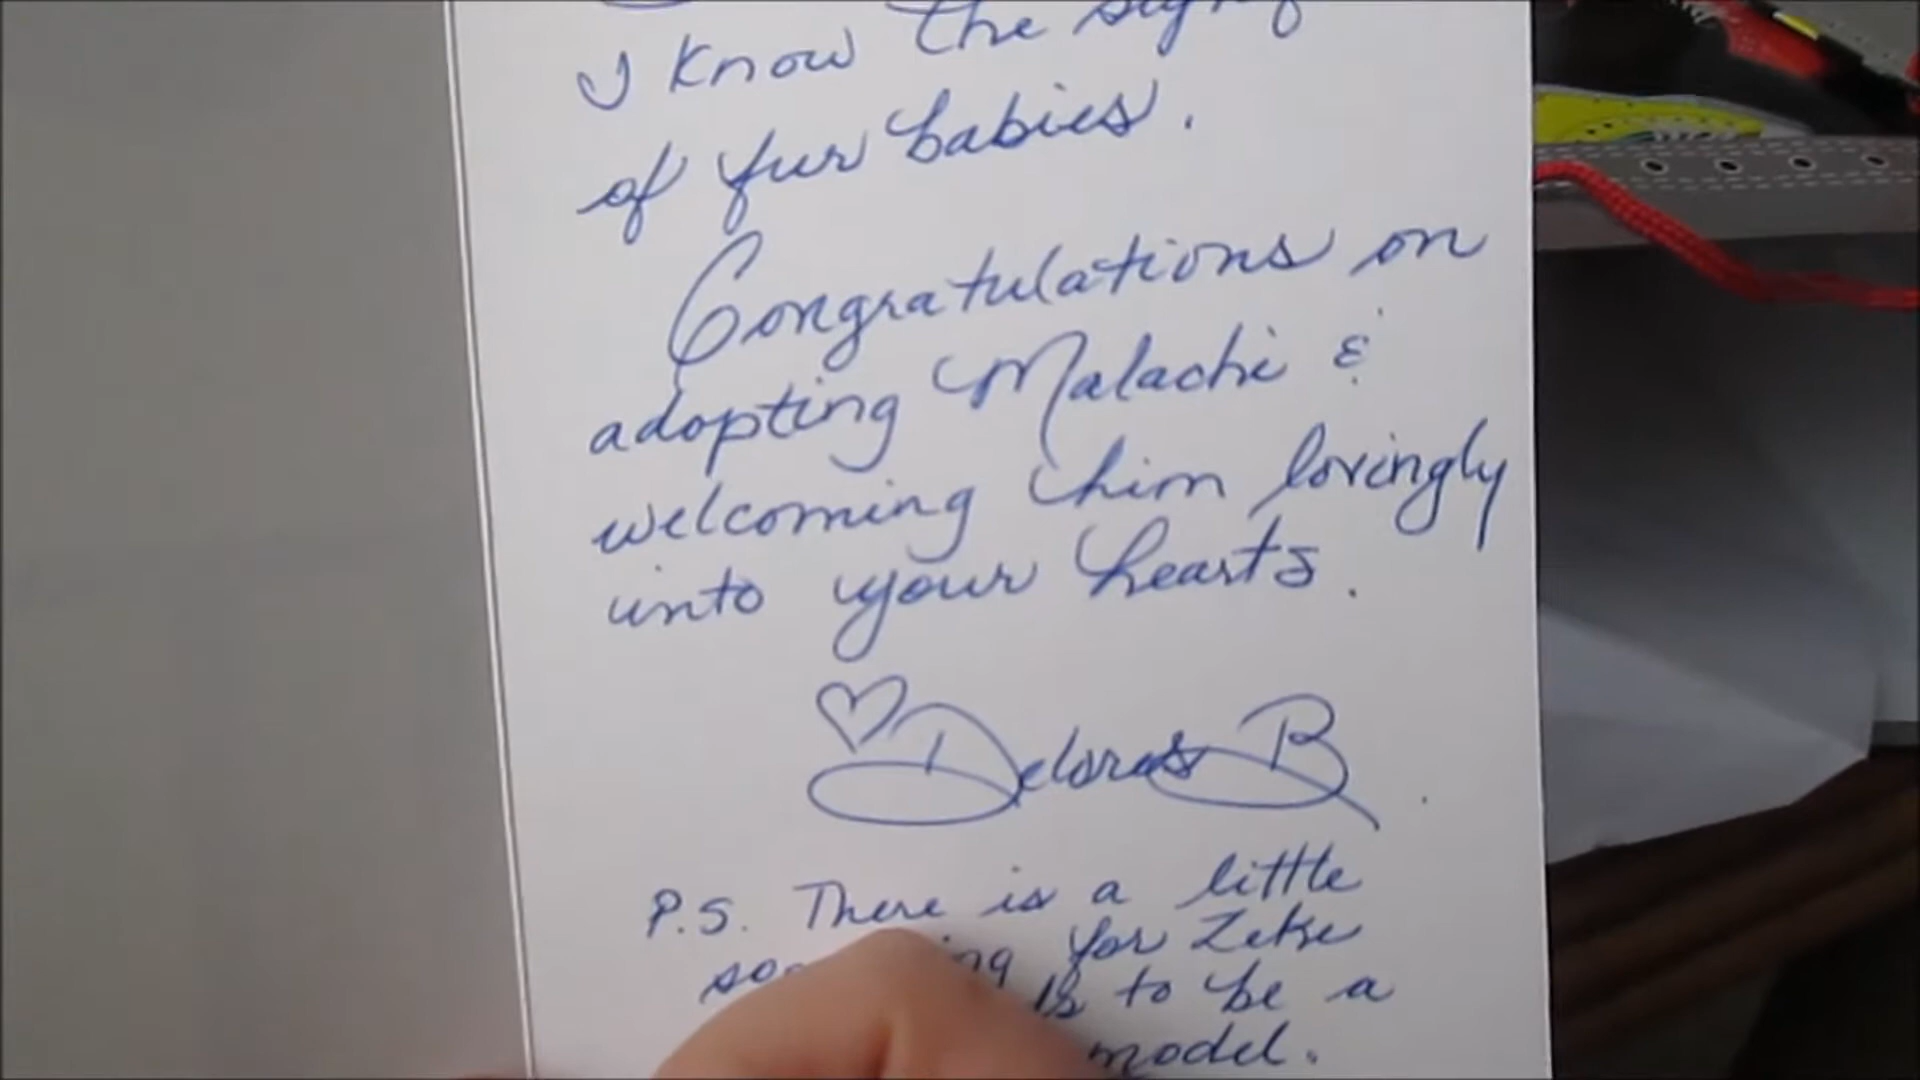 I know the
of fur babies.
Congratulations on
adopting Malachi &
welcoming him lovingly
into your hearts.
Delores B
P.S. There is a little
for Zeke
to be a
model.